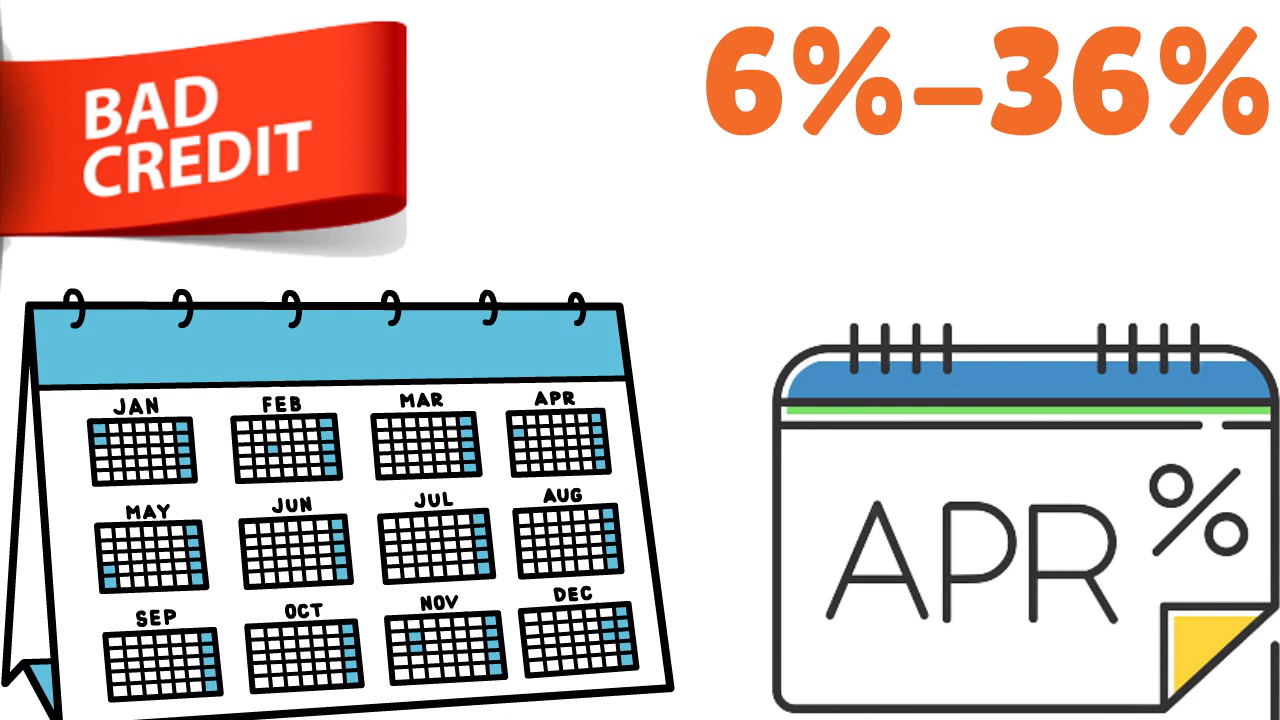 BAD
CREDIT
6%–36%
JAN FEB MAR APR
MAY JUN JUL AUG
SEP OCT NOV DEC
APR%